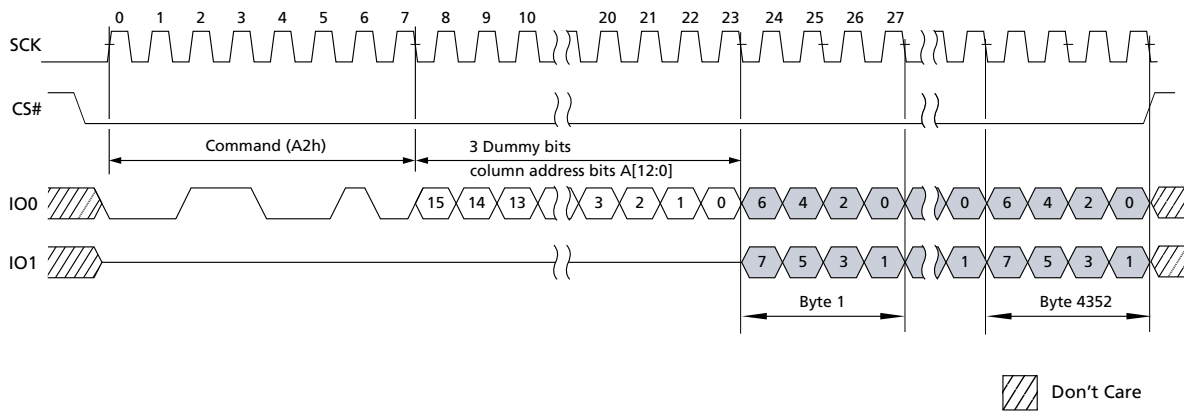 0 1 2 3 4 5 6 7 8 9 10 20 21 22 23 24 25 26 27
SCK
CS#
Command (A2h) 3 Dummy bits
column address bits A[12:0]
IO0 15 14 13 3 2 1 0 6 4 2 0 0 6 4 2 0
IO1 7 5 3 1 1 7 5 3 1
Byte 1 Byte 4352
Don't Care